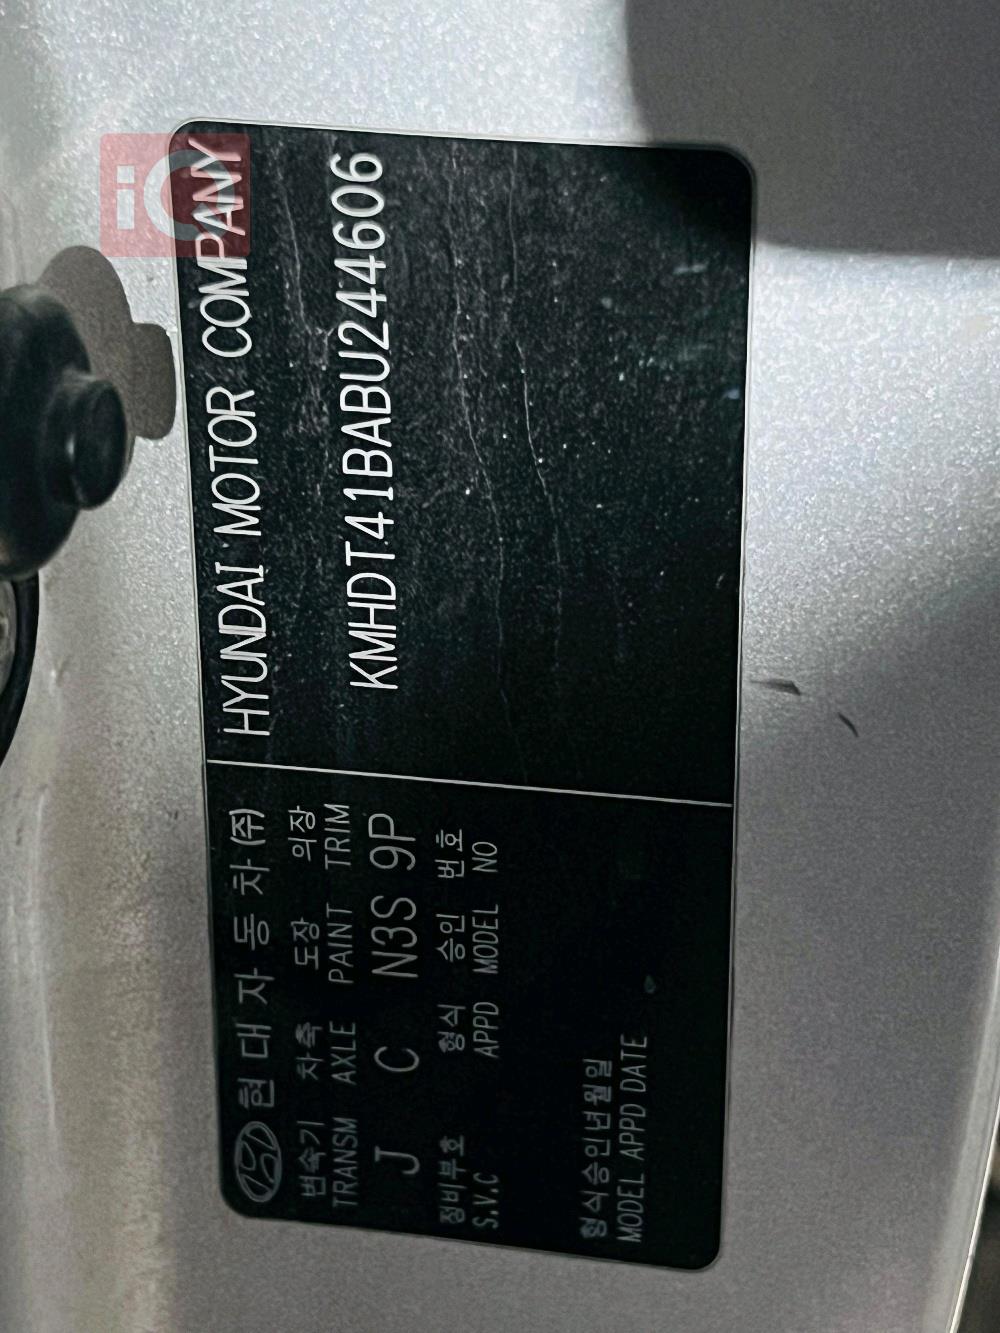 현대자동차(주)
변속기 차축 도장 의장
TRANSM AXLE PAINT TRIM
J C N3S 9P
정비부호 형식 승인 번호
S.V.C APPD MODEL NO
형식승인년월일
MODEL APPD DATE
HYUNDAI MOTOR COMPANY
KMHDT41BABU244606
iQ